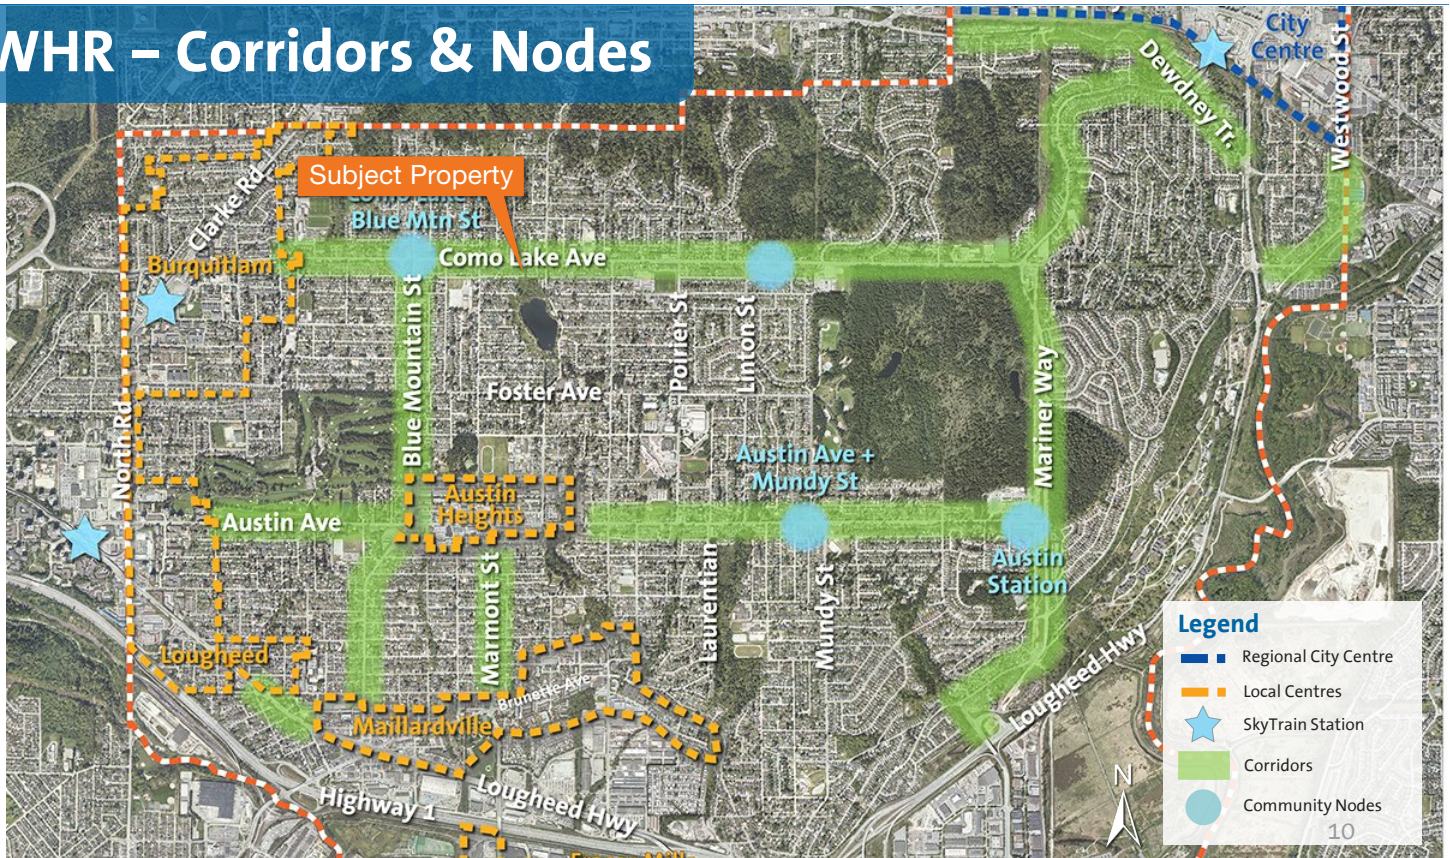 WHR – Corridors & Nodes
City
Centre
Westwood St
Dewdney Tr.
Subject Property
Clarke Rd
Blue Mtn St
Como Lake Ave
Burquitlam
Blue Mountain St
Poirier St
Linton St
Foster Ave
Mariner Way
North Rd
Austin Ave +
Mundy St
Austin
Heights
Austin Ave
Austin
Station
Marmont St
Laurentian
Mundy St
Lougheed
Brunette Ave
Maillardville
Lougheed Hwy
Highway 1
Lougheed Hwy
Legend
Regional City Centre
Local Centres
SkyTrain Station
Corridors
Community Nodes
N
10